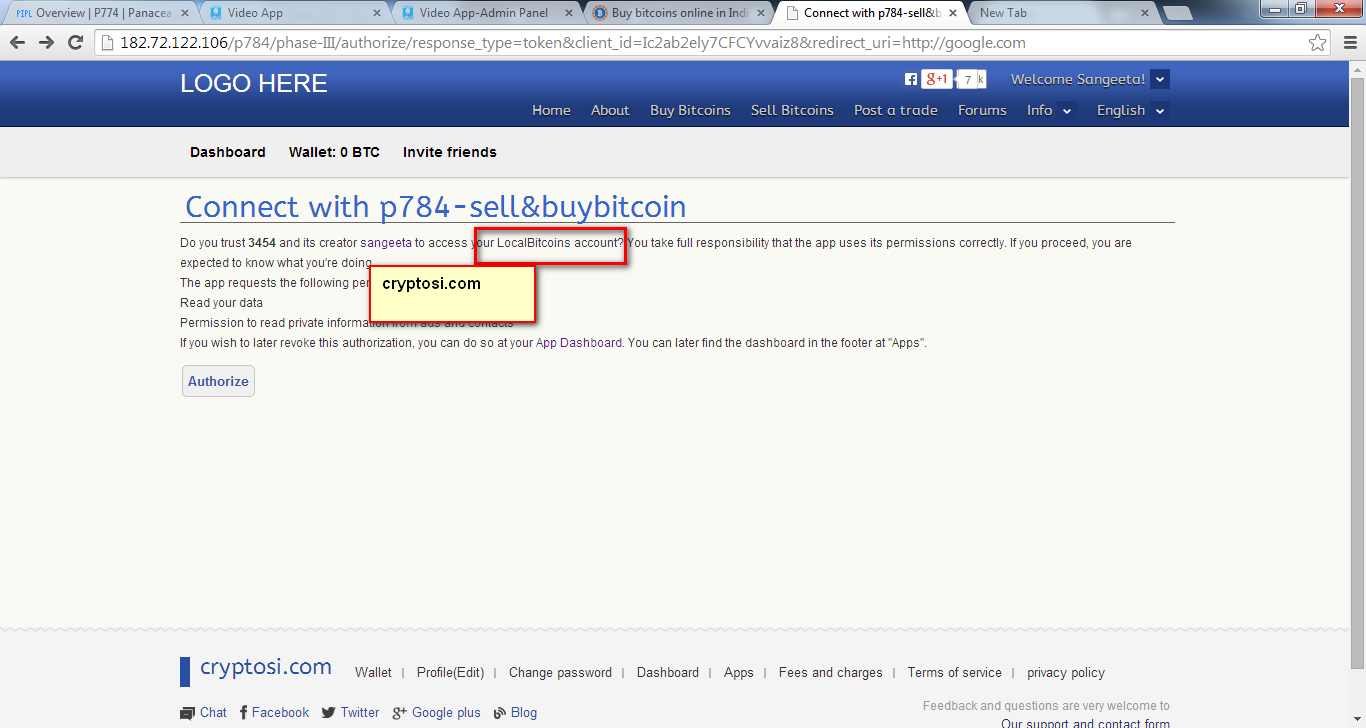 PIPL Overview | P774 | Panacea
Video App
Video App-Admin Panel
Buy bitcoins online in Indi
Connect with p784-sell&b
New Tab
182.72.122.106/p784/phase-III/authorize/response_type=token&client_id=Ic2ab2ely7CFCYvvaiz8&redirect_uri=http://google.com
LOGO HERE
g+1 7 k Welcome Sangeeta!
Home About Buy Bitcoins Sell Bitcoins Post a trade Forums Info English
Dashboard Wallet: 0 BTC Invite friends
Connect with p784-sell&buybitcoin
Do you trust 3454 and its creator sangeeta to access your LocalBitcoins account? You take full responsibility that the app uses its permissions correctly. If you proceed, you are
expected to know what you're doing
The app requests the following per
cryptosi.com
Read your data
Permission to read private information from ads and contacts
If you wish to later revoke this authorization, you can do so at your App Dashboard. You can later find the dashboard in the footer at "Apps".
Authorize
cryptosi.com Wallet | Profile(Edit) | Change password | Dashboard | Apps | Fees and charges | Terms of service | privacy policy
Chat Facebook Twitter Google plus Blog
Feedback and questions are very welcome to
Our support and contact form